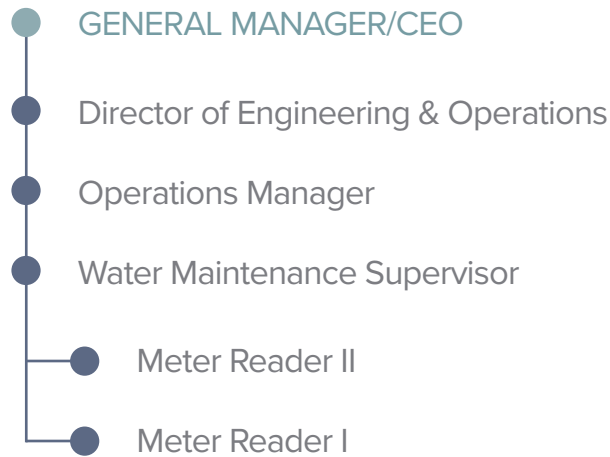 GENERAL MANAGER/CEO
Director of Engineering & Operations
Operations Manager
Water Maintenance Supervisor
Meter Reader II
Meter Reader I